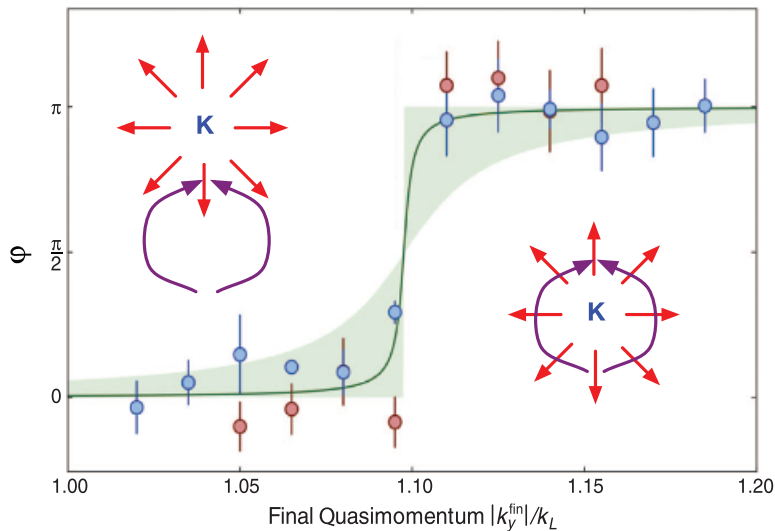 π
K
φ
π
2
K
0
1.00 1.05 1.10 1.15 1.20
Final Quasimomentum |k_y^fin|/k_L